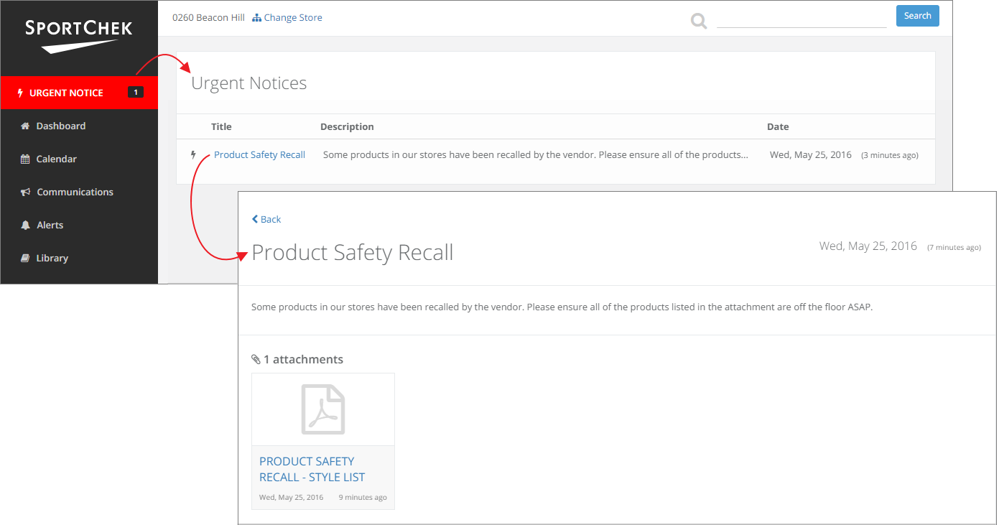 SPORTCHEK
0260 Beacon Hill Change Store
Search
URGENT NOTICE 1
Dashboard
Calendar
Communications
Alerts
Library
Urgent Notices
Title Description Date
Product Safety Recall Some products in our stores have been recalled by the vendor. Please ensure all of the products... Wed, May 25, 2016 (3 minutes ago)
Back
Product Safety Recall Wed, May 25, 2016 (7 minutes ago)
Some products in our stores have been recalled by the vendor. Please ensure all of the products listed in the attachment are off the floor ASAP.
1 attachments
PRODUCT SAFETY
RECALL - STYLE LIST
Wed, May 25, 2016 9 minutes ago